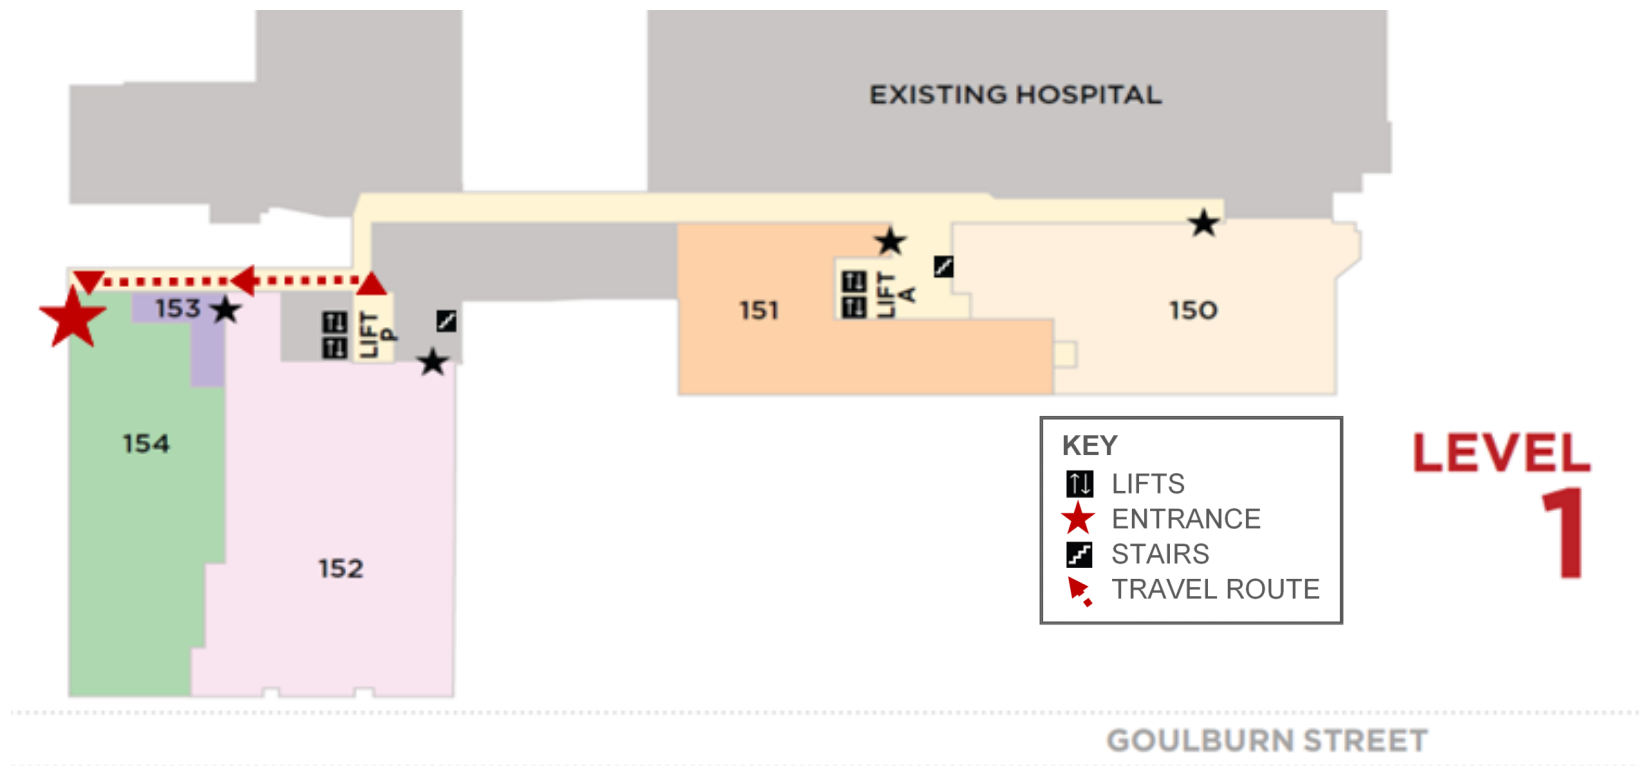 EXISTING HOSPITAL
153
LIFT P
151
LIFT A
150
154
152
KEY
LIFTS
ENTRANCE
STAIRS
TRAVEL ROUTE
LEVEL
1
GOULBURN STREET